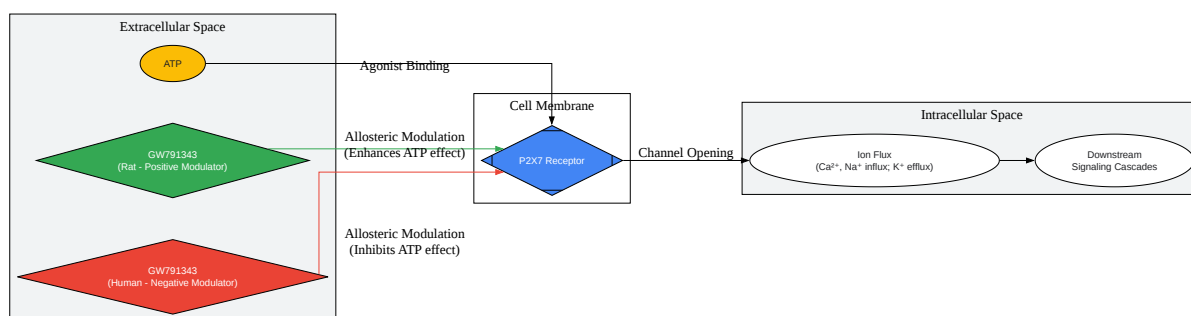 Extracellular Space
ATP
Agonist Binding
GW791343
(Rat - Positive Modulator)
Allosteric Modulation
(Enhances ATP effect)
GW791343
(Human - Negative Modulator)
Allosteric Modulation
(Inhibits ATP effect)
Cell Membrane
P2X7 Receptor
Channel Opening
Intracellular Space
Ion Flux
(Ca²⁺, Na⁺ influx; K⁺ efflux)
Downstream
Signaling Cascades